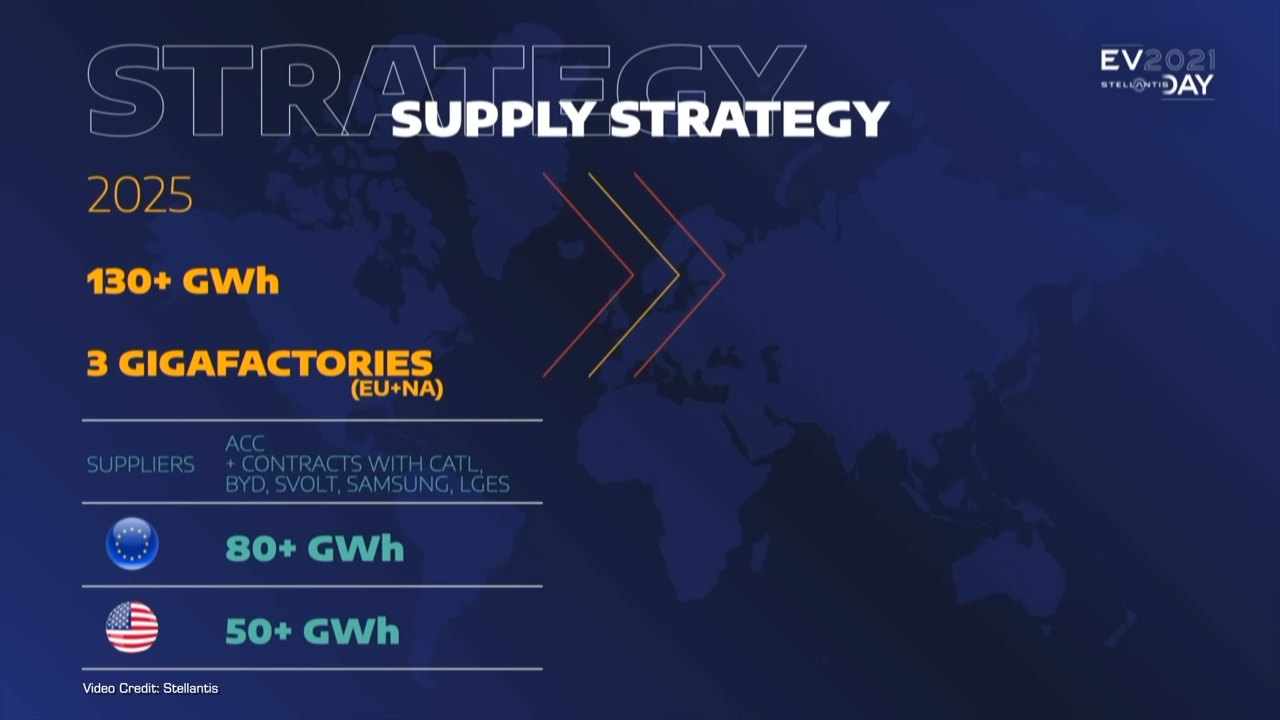 STRATEGY
SUPPLY STRATEGY
EV2021
STELLANTIS DAY
2025
130+ GWh
3 GIGAFACTORIES
(EU+NA)
SUPPLIERS
ACC
+ CONTRACTS WITH CATL,
BYD, SVOLT, SAMSUNG, LGES
80+ GWh
50+ GWh
Video Credit: Stellantis